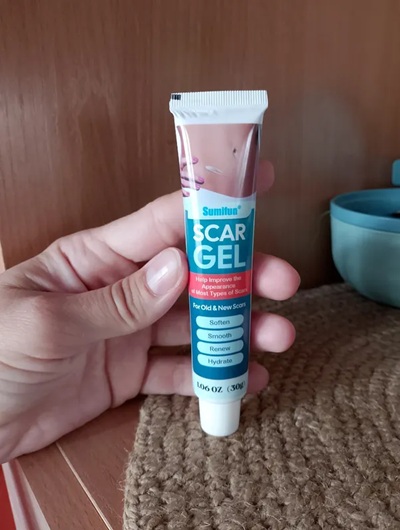 Sumifun®
SCAR
GEL
Help Improve the
Appearance
of Most Types of Scars
For Old & New Scars
Soften
Smooth
Renew
Hydrate
1.06 OZ (30g)